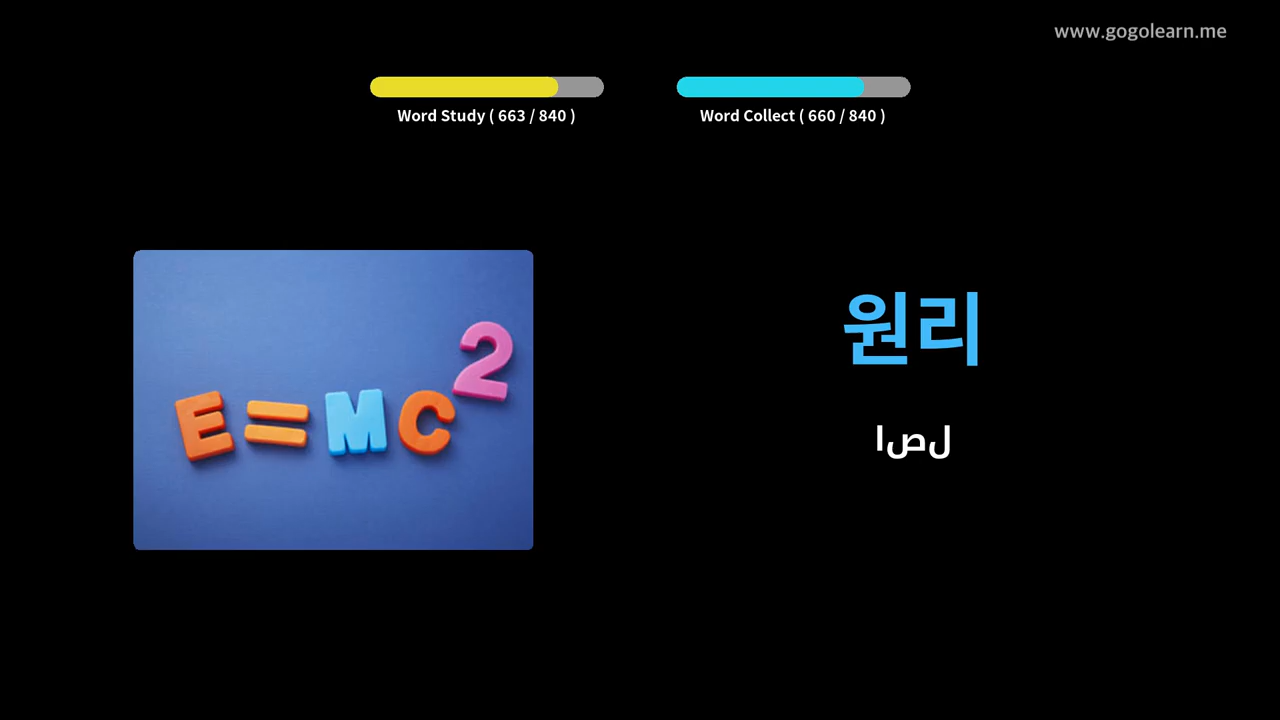 www.gogolearn.me
Word Study ( 663 / 840 )
Word Collect ( 660 / 840 )
E=MC²
원리
اصل